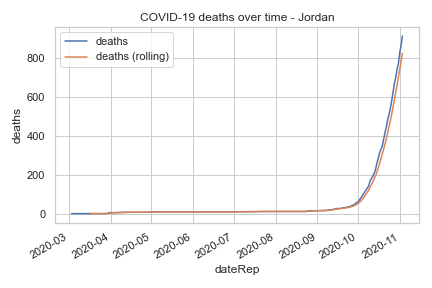 COVID-19 deaths over time - Jordan
deaths
deaths (rolling)
deaths
800
600
400
200
0
2020-03
2020-04
2020-05
2020-06
2020-07
2020-08
2020-09
2020-10
2020-11
dateRep